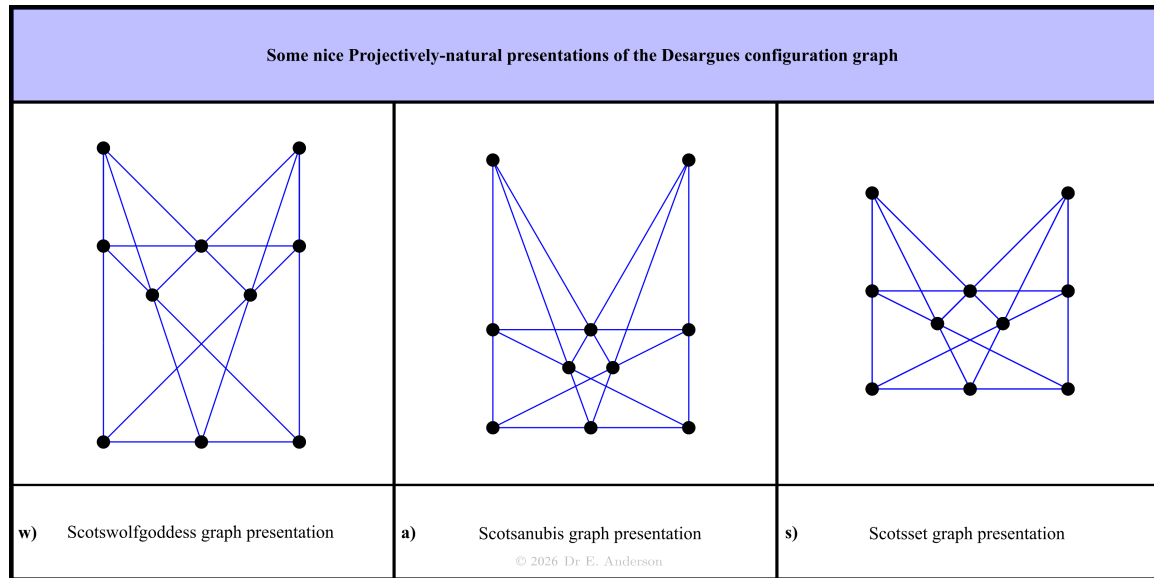 Some nice Projectively-natural presentations of the Desargues configuration graph
w) Scotswolfgoddess graph presentation
a) Scotsanubis graph presentation
s) Scotsset graph presentation
© 2026 Dr E. Anderson